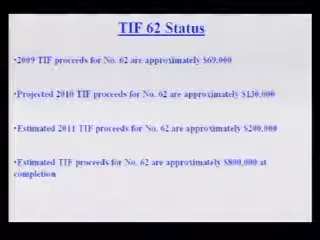 TIF 62 Status
•2009 TIF proceeds for No. 62 are approximately $69,000
•Projected 2010 TIF proceeds for No. 62 are approximately $130,000
•Estimated 2011 TIF proceeds for No. 62 are approximately $200,000
•Estimated TIF proceeds for No. 62 are approximately $800,000 at
completion